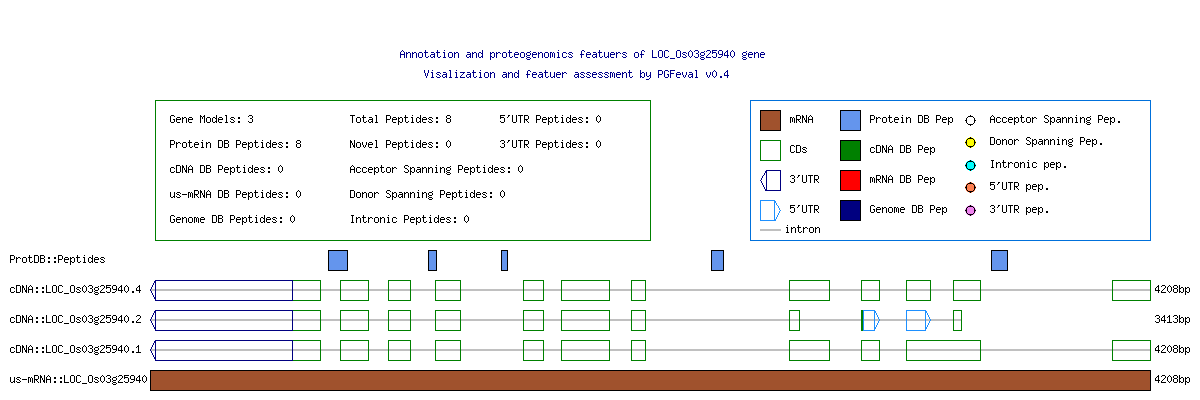 Annotation and proteogenomics featuers of LOC_Os03g25940 gene
Visalization and featuer assessment by PGFeval v0.4
Gene Models: 3 Total Peptides: 8 5'UTR Peptides: 0
Protein DB Peptides: 8 Novel Peptides: 0 3'UTR Peptides: 0
cDNA DB Peptides: 0 Acceptor Spanning Peptides: 0
us-mRNA DB Peptides: 0 Donor Spanning Peptides: 0
Genome DB Peptides: 0 Intronic Peptides: 0
mRNA Protein DB Pep Acceptor Spanning Pep.
CDs cDNA DB Pep Donor Spanning Pep.
3'UTR mRNA DB Pep Intronic pep.
5'UTR Genome DB Pep 5'UTR pep.
intron 3'UTR pep.
ProtDB::Peptides
cDNA::LOC_Os03g25940.4 4208bp
cDNA::LOC_Os03g25940.2 3413bp
cDNA::LOC_Os03g25940.1 4208bp
us-mRNA::LOC_Os03g25940 4208bp